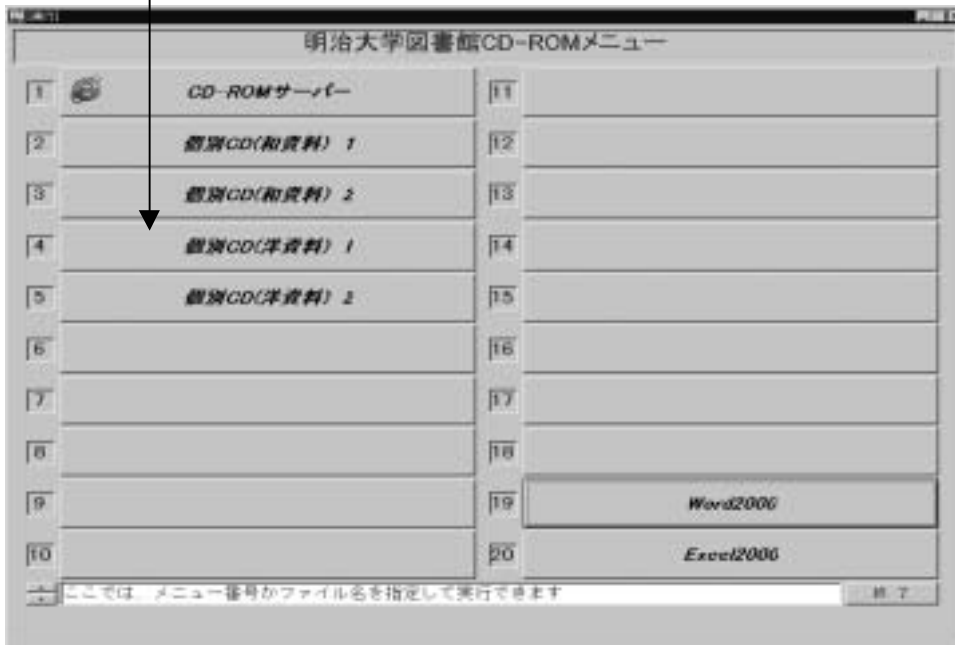 明治大学図書館CD-ROMメニュー
1 CD-ROMサーバー
2 個別CD(和資料) 1
3 個別CD(和資料) 2
4 個別CD(洋資料) 1
5 個別CD(洋資料) 2
6
7
8
9
10
11
12
13
14
15
16
17
18
19 Word2000
20 Excel2000
ここでは、メニュー番号かファイル名を指定して実行できます
終了